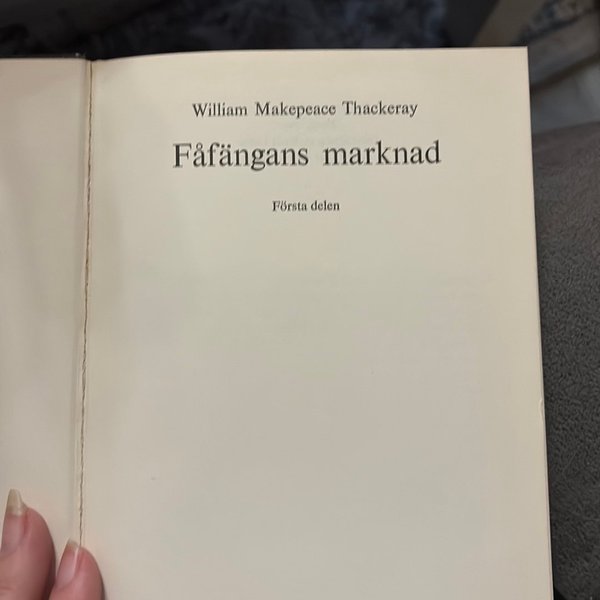 William Makepeace Thackeray
Fåfängans marknad
Första delen